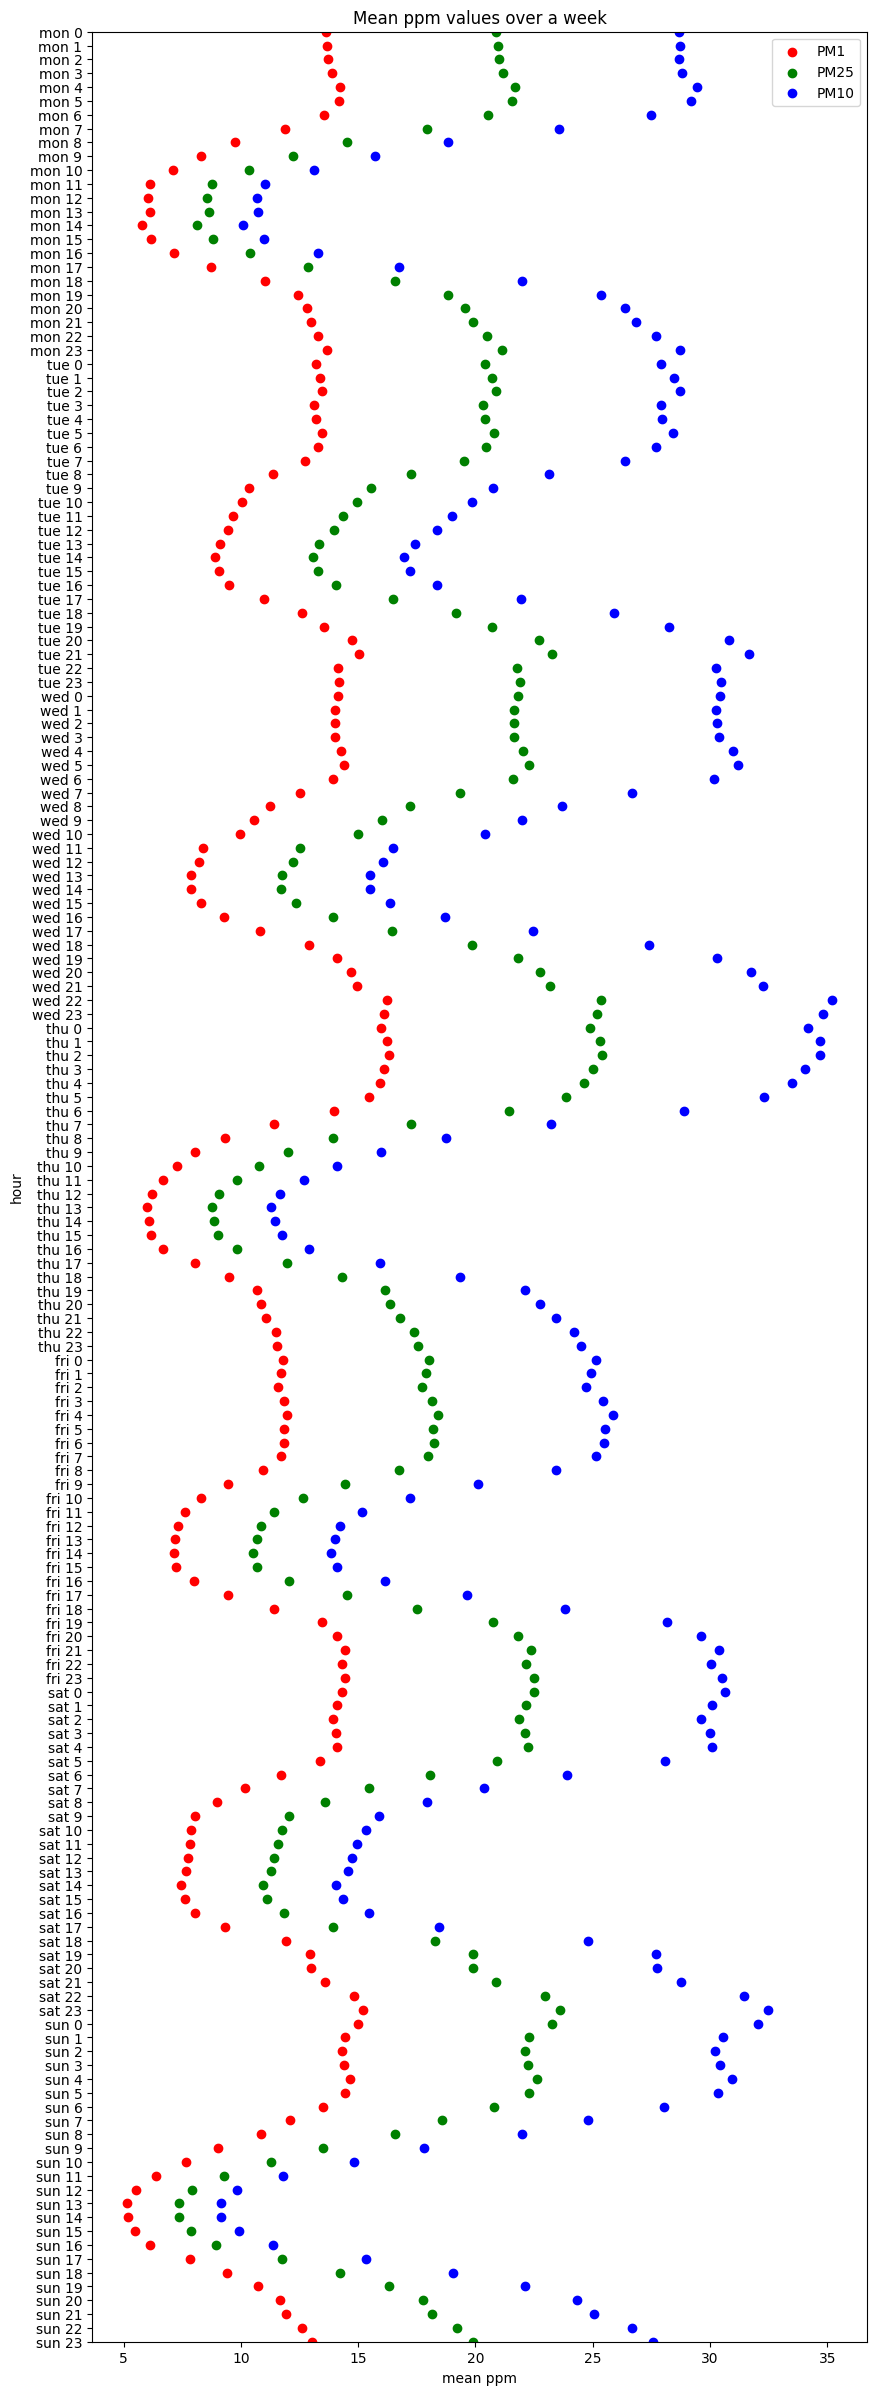 Mean ppm values over a week
PM1
PM25
PM10
mon 0
mon 1
mon 2
mon 3
mon 4
mon 5
mon 6
mon 7
mon 8
mon 9
mon 10
mon 11
mon 12
mon 13
mon 14
mon 15
mon 16
mon 17
mon 18
mon 19
mon 20
mon 21
mon 22
mon 23
tue 0
tue 1
tue 2
tue 3
tue 4
tue 5
tue 6
tue 7
tue 8
tue 9
tue 10
tue 11
tue 12
tue 13
tue 14
tue 15
tue 16
tue 17
tue 18
tue 19
tue 20
tue 21
tue 22
tue 23
wed 0
wed 1
wed 2
wed 3
wed 4
wed 5
wed 6
wed 7
wed 8
wed 9
wed 10
wed 11
wed 12
wed 13
wed 14
wed 15
wed 16
wed 17
wed 18
wed 19
wed 20
wed 21
wed 22
wed 23
thu 0
thu 1
thu 2
thu 3
thu 4
thu 5
thu 6
thu 7
thu 8
thu 9
thu 10
thu 11
thu 12
thu 13
thu 14
thu 15
thu 16
thu 17
thu 18
thu 19
thu 20
thu 21
thu 22
thu 23
fri 0
fri 1
fri 2
fri 3
fri 4
fri 5
fri 6
fri 7
fri 8
fri 9
fri 10
fri 11
fri 12
fri 13
fri 14
fri 15
fri 16
fri 17
fri 18
fri 19
fri 20
fri 21
fri 22
fri 23
sat 0
sat 1
sat 2
sat 3
sat 4
sat 5
sat 6
sat 7
sat 8
sat 9
sat 10
sat 11
sat 12
sat 13
sat 14
sat 15
sat 16
sat 17
sat 18
sat 19
sat 20
sat 21
sat 22
sat 23
sun 0
sun 1
sun 2
sun 3
sun 4
sun 5
sun 6
sun 7
sun 8
sun 9
sun 10
sun 11
sun 12
sun 13
sun 14
sun 15
sun 16
sun 17
sun 18
sun 19
sun 20
sun 21
sun 22
sun 23
hour
5 10 15 20 25 30 35
mean ppm